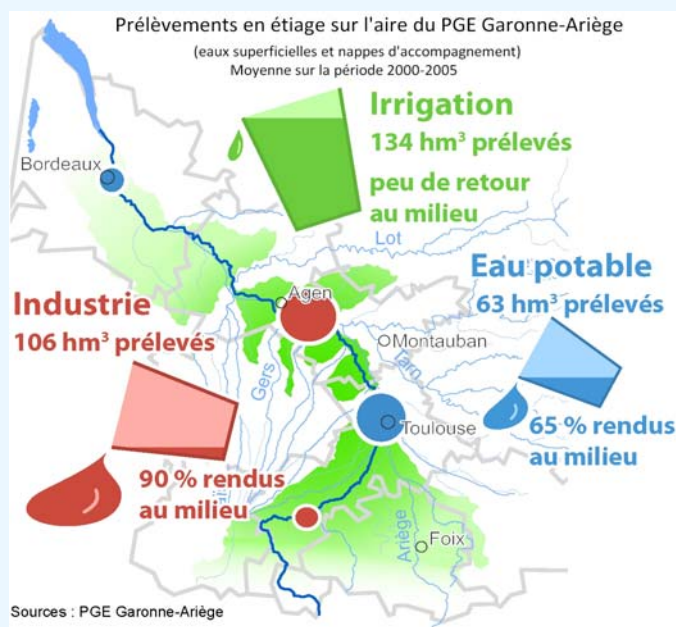 Prélèvements en étiage sur l'aire du PGE Garonne-Ariège
(eaux superficielles et nappes d'accompagnement)
Moyenne sur la période 2000-2005
Irrigation
134 hm³ prélevés
peu de retour
au milieu
Bordeaux
Lot
Eau potable
63 hm³ prélevés
Industrie
106 hm³ prélevés
Agen
Montauban
Gers
Tarn
Toulouse
65 % rendus
au milieu
90 % rendus
au milieu
Ariège
Foix
Sources : PGE Garonne-Ariège